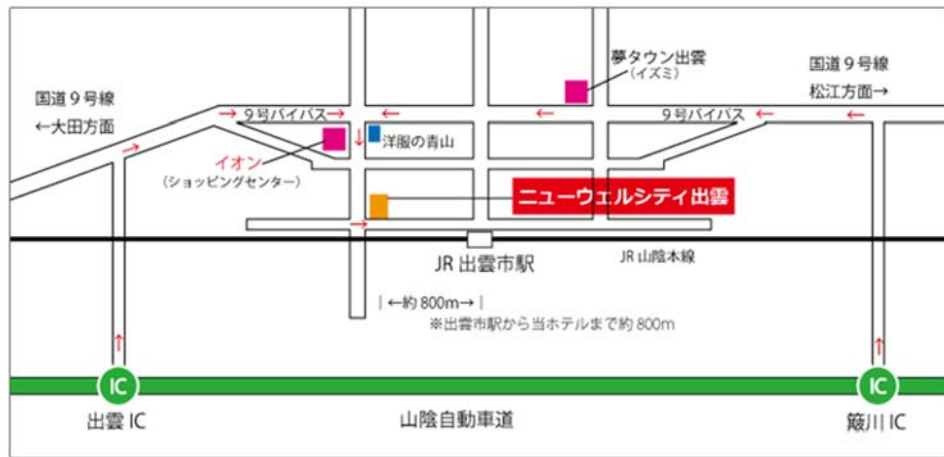 夢タウン出雲
（イズミ）
国道９号線
松江方面→
国道９号線
←大田方面
９号バイパス
９号バイパス
洋服の青山
イオン
（ショッピングセンター）
ニューウェルシティ出雲
JR 出雲市駅
JR 山陰本線
|←約 800m→|
※出雲市駅から当ホテルまで約 800m
IC
IC
出雲 IC
山陰自動車道
簸川 IC